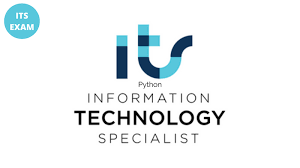 ITS
EXAM
its
Python
INFORMATION
TECHNOLOGY
SPECIALIST